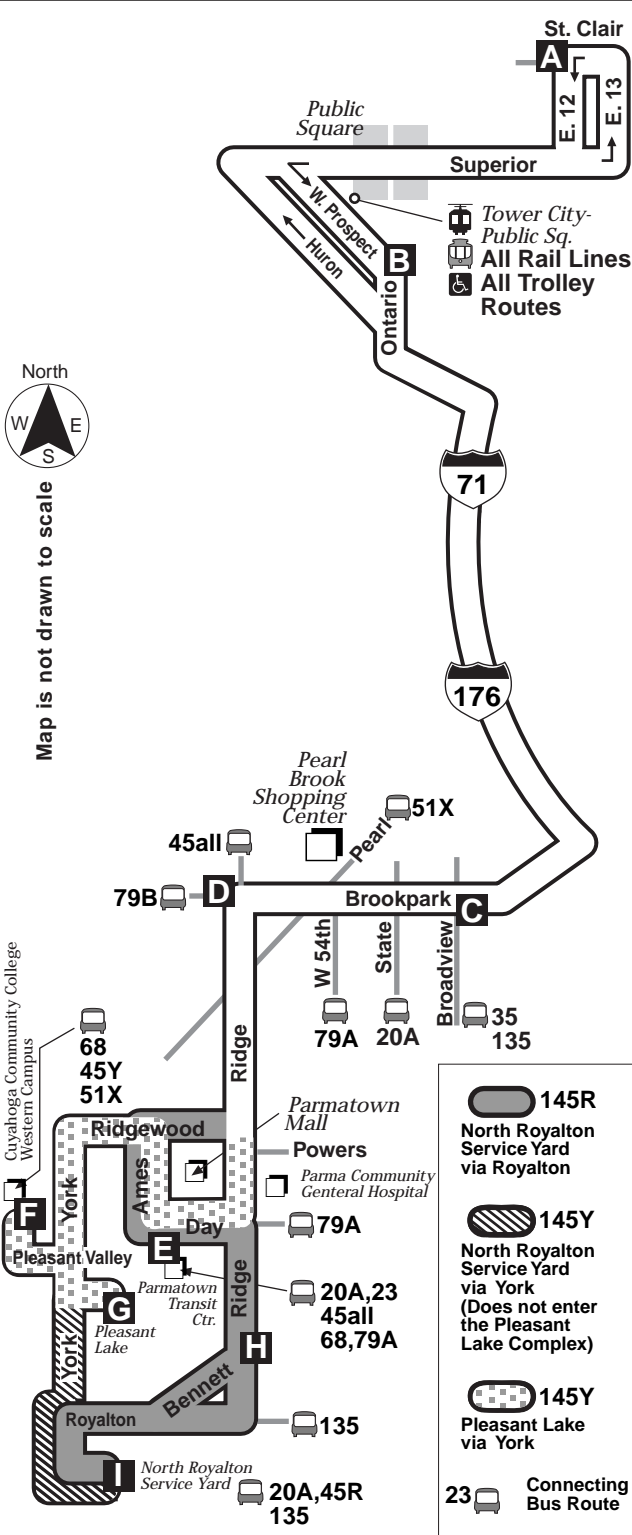 St. Clair
A
E. 12
E. 13
Public
Square
Superior
W. Prospect
Huron
B
Ontario
Tower City-
Public Sq.
All Rail Lines
All Trolley
Routes
North
W E
S
Map is not drawn to scale
71
176
Pearl
Brook
Shopping
Center
Pearl
51X
45all
79B
D
Brookpark
C
W 54th
State
Broadview
79A
20A
35
135
Cuyahoga Community College
Western Campus
68
45Y
51X
Ridge
Parmatown
Mall
Ridgewood
Powers
Ames
York
Parma Community
Genteral Hospital
F
Day
79A
Pleasant Valley
E
Parmatown
Transit
Ctr.
Ridge
20A,23
45all
68,79A
G
Pleasant
Lake
York
H
Bennett
Royalton
135
I
North Royalton
Service Yard
20A,45R
135
145R
North Royalton
Service Yard
via Royalton
145Y
North Royalton
Service Yard
via York
(Does not enter
the Pleasant
Lake Complex)
145Y
Pleasant Lake
via York
23
Connecting
Bus Route